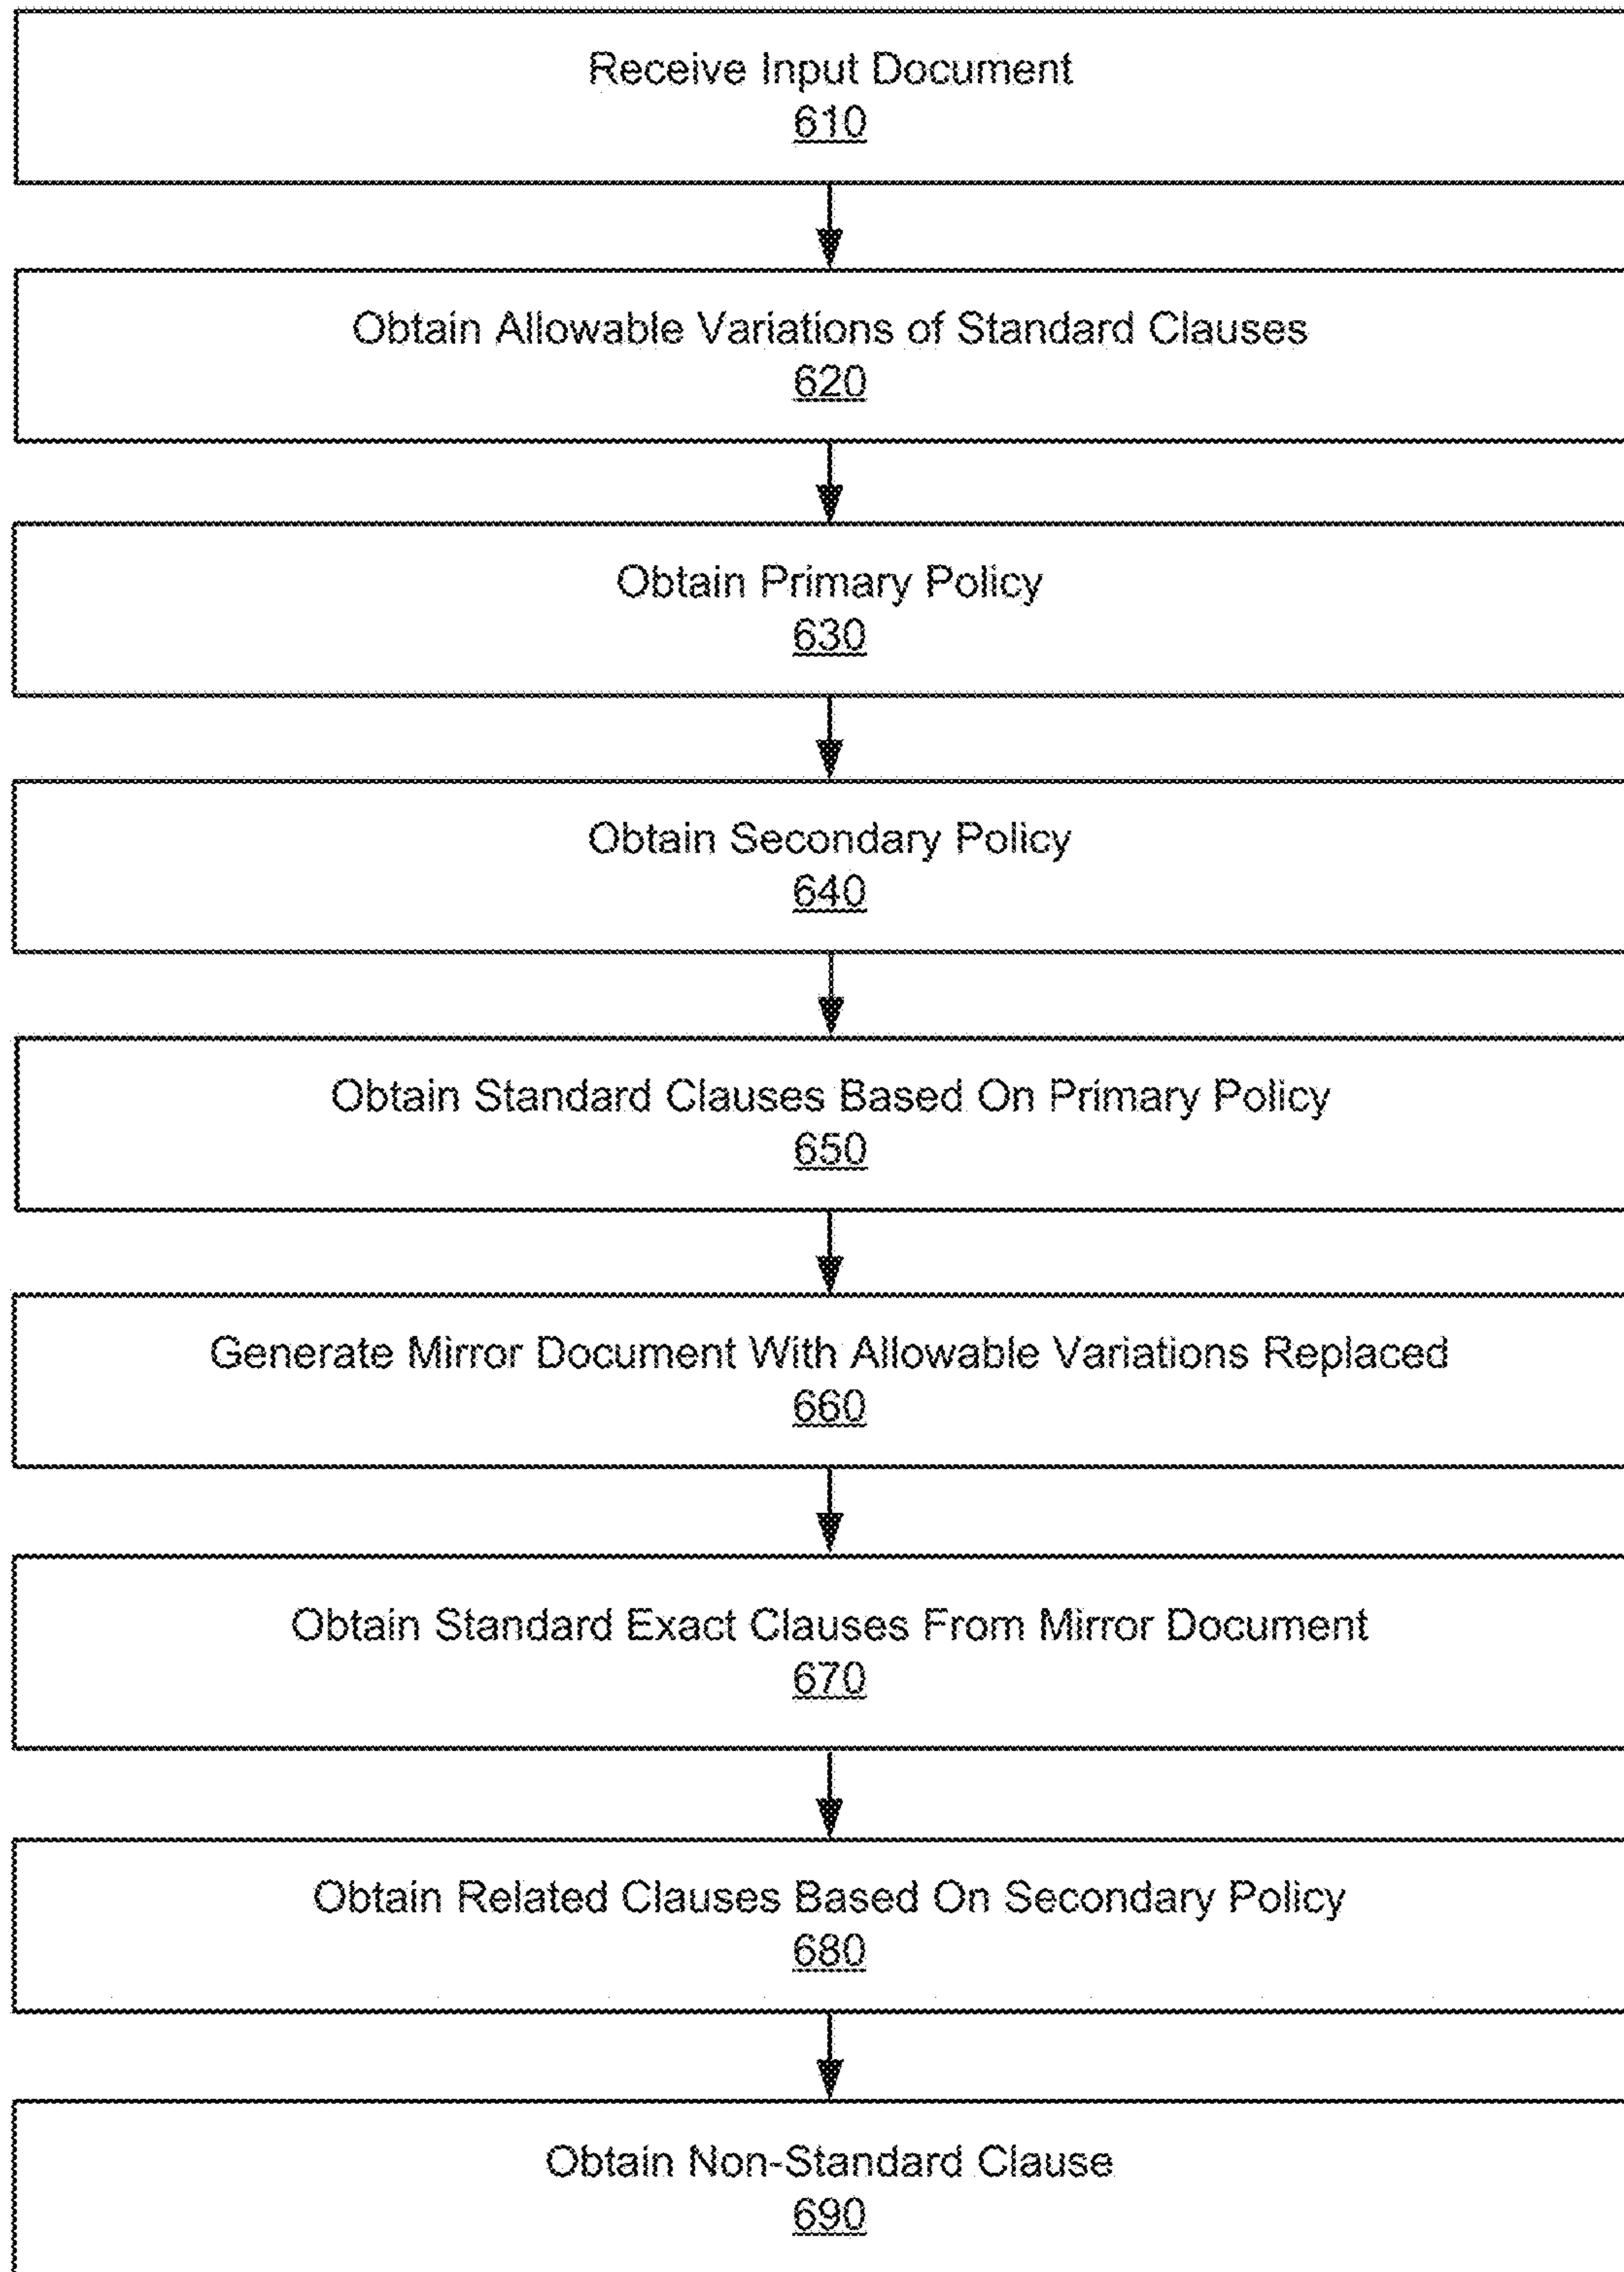 Receive Input Document
610
Obtain Allowable Variations of Standard Clauses
620
Obtain Primary Policy
630
Obtain Secondary Policy
640
Obtain Standard Clauses Based On Primary Policy
650
Generate Mirror Document With Allowable Variations Replaced
660
Obtain Standard Exact Clauses From Mirror Document
670
Obtain Related Clauses Based On Secondary Policy
680
Obtain Non-Standard Clause
690